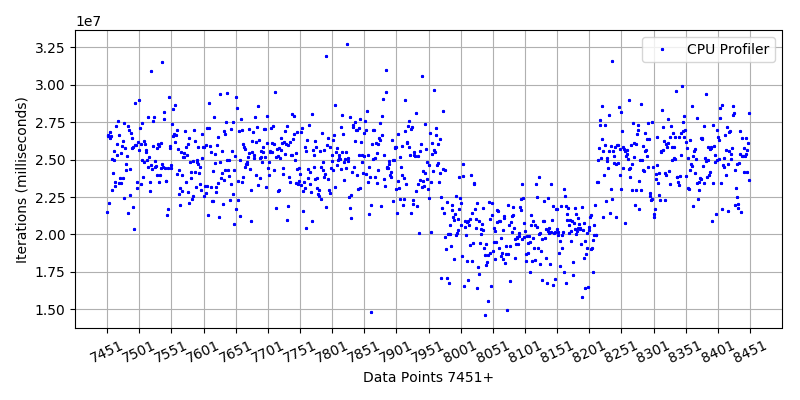 1e7
CPU Profiler
3.25
3.00
2.75
2.50
2.25
2.00
1.75
1.50
Iterations (milliseconds)
7451 7501 7551 7601 7651 7701 7751 7801 7851 7901 7951 8001 8051 8101 8151 8201 8251 8301 8351 8401 8451
Data Points 7451+